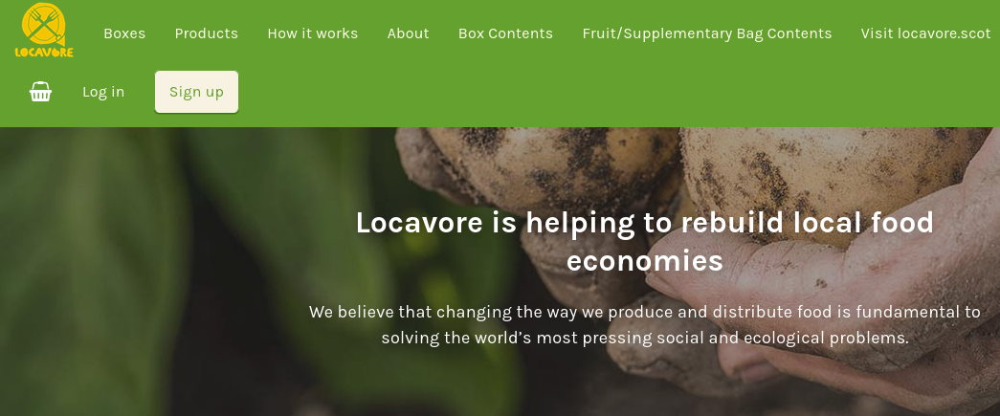 LOCAVORE
Boxes Products How it works About Box Contents Fruit/Supplementary Bag Contents Visit locavore.scot
Log in Sign up
Locavore is helping to rebuild local food
economies
We believe that changing the way we produce and distribute food is fundamental to
solving the world’s most pressing social and ecological problems.